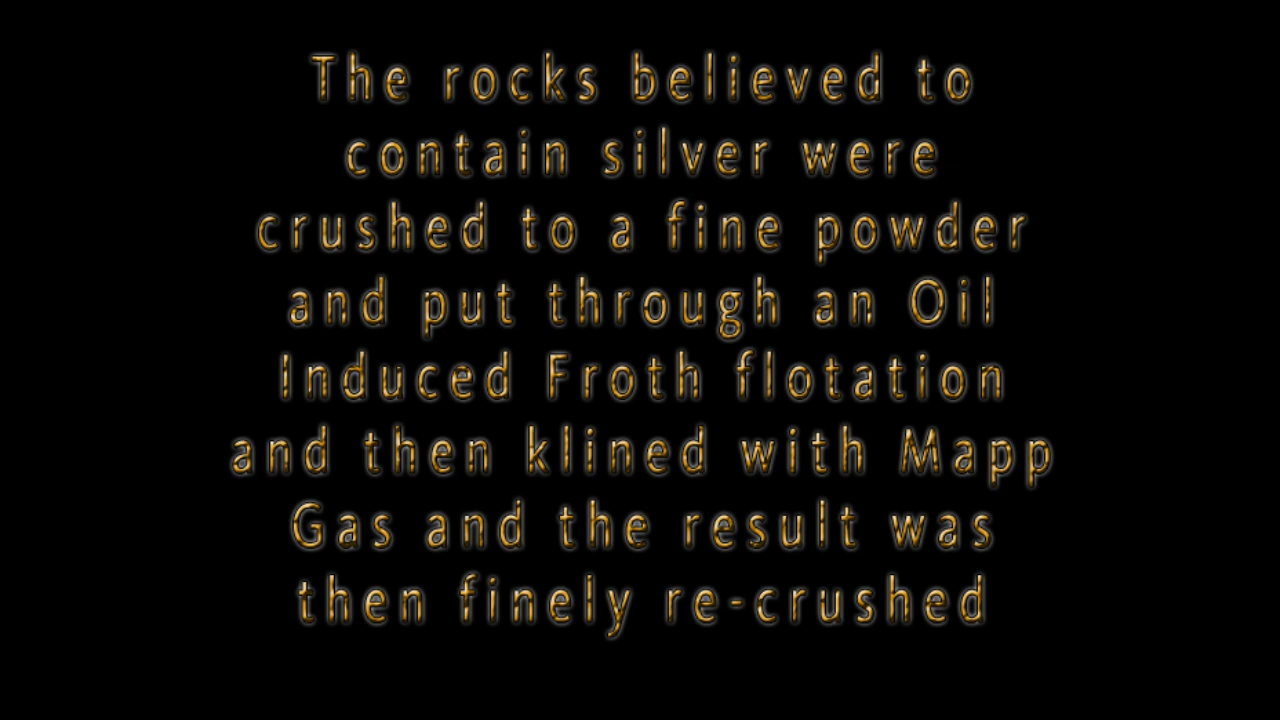 The rocks believed to
contain silver were
crushed to a fine powder
and put through an Oil
Induced Froth flotation
and then klined with Mapp
Gas and the result was
then finely re-crushed